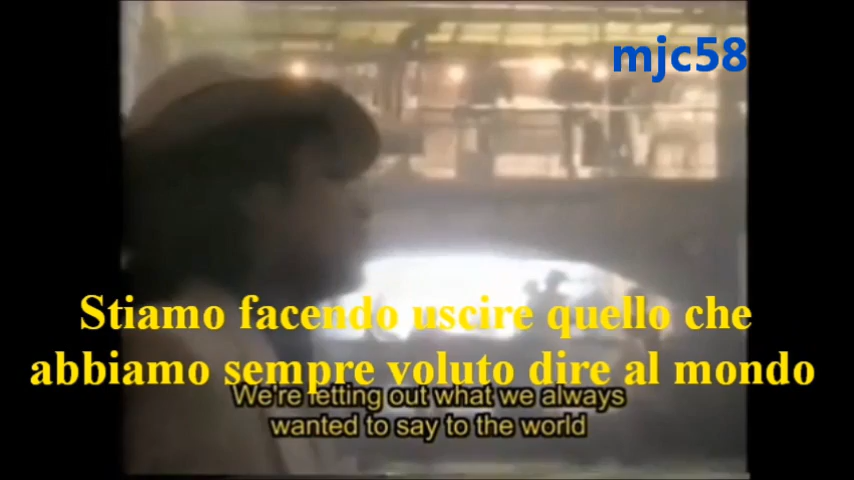 mjc58
Stiamo facendo uscire quello che
abbiamo sempre voluto dire al mondo
We're letting out what we always
wanted to say to the world